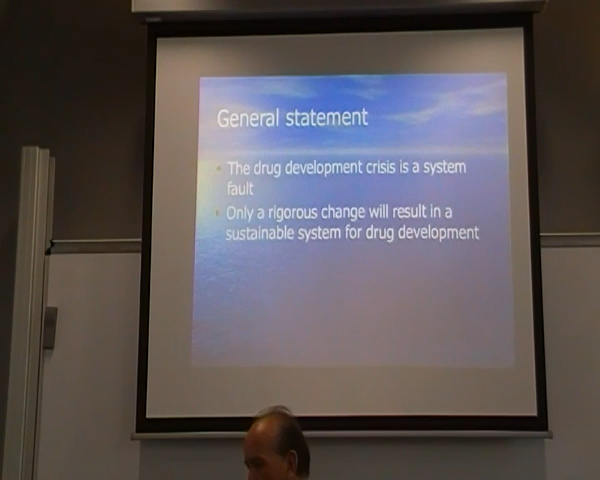 General statement
• The drug development crisis is a system
fault
• Only a rigorous change will result in a
sustainable system for drug development